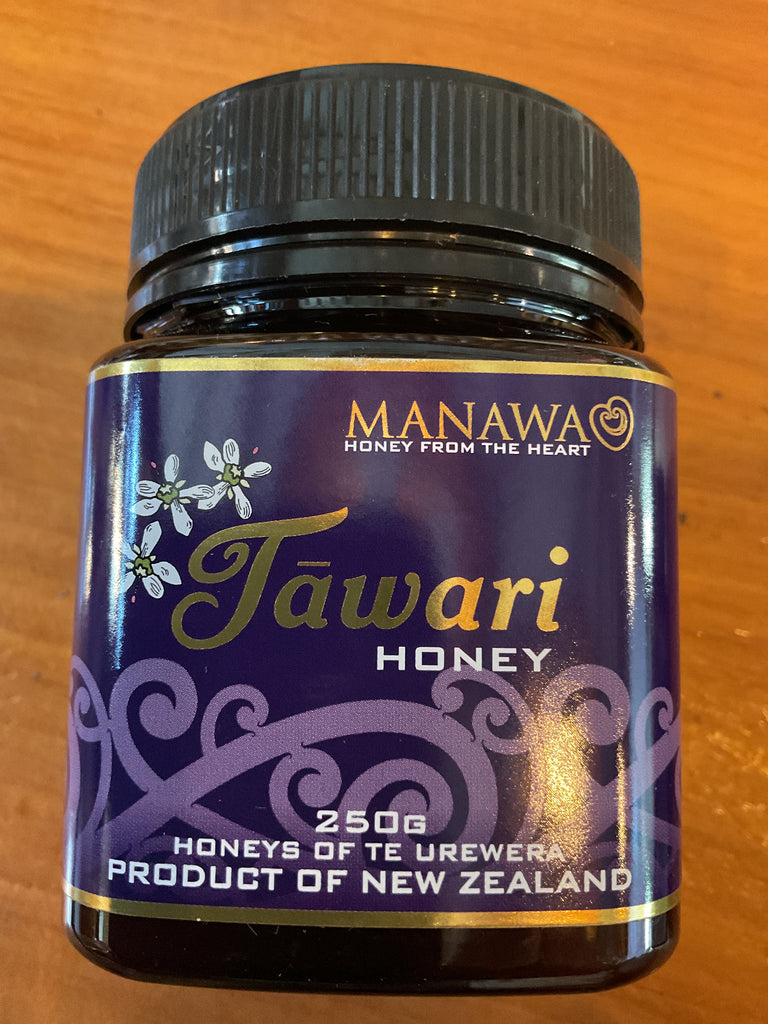 MANAWA
HONEY FROM THE HEART
Tāwari
HONEY
250G
HONEYS OF TE UREWERA
PRODUCT OF NEW ZEALAND